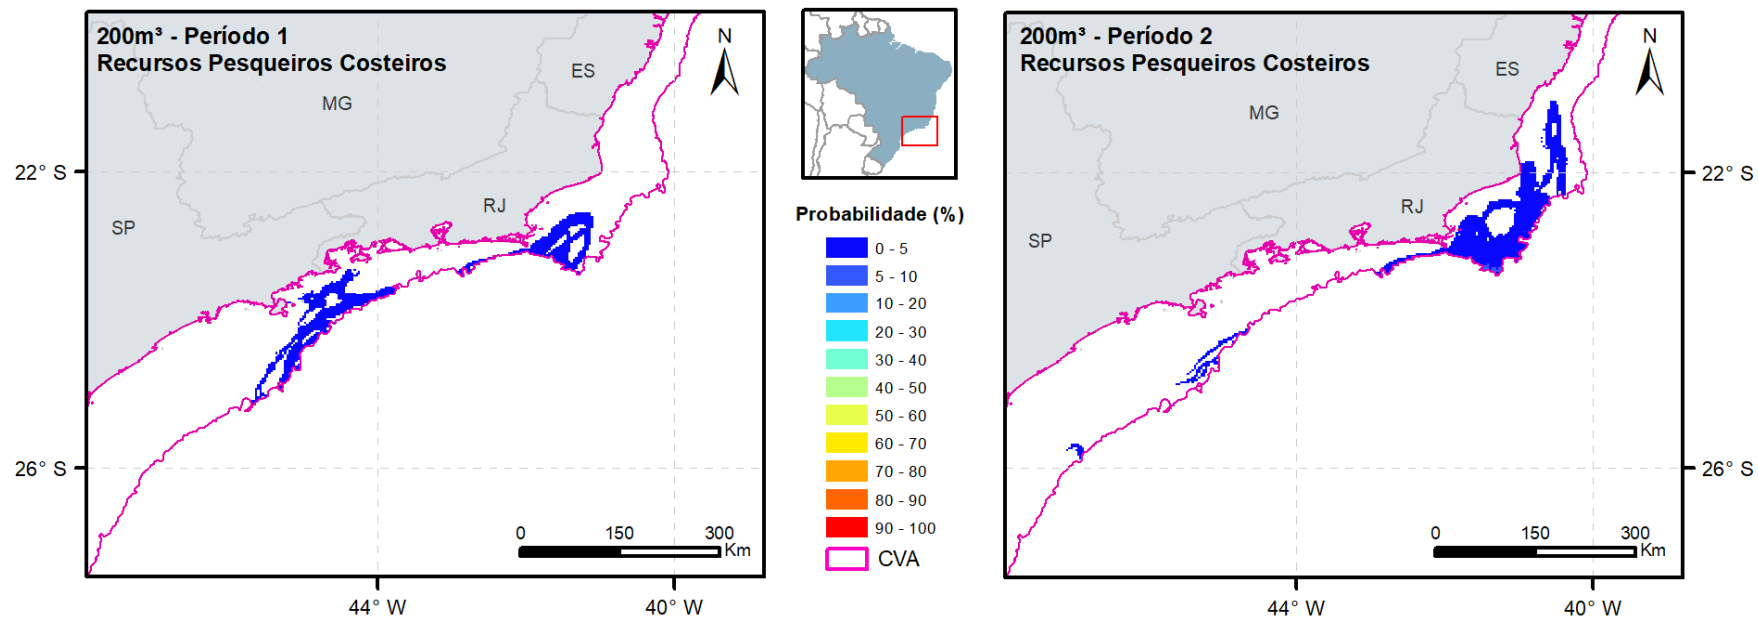 200m³ - Período 1
Recursos Pesqueiros Costeiros
N
ES
MG
RJ
SP
22° S
26° S
0 150 300
Km
44° W
40° W
Probabilidade (%)
0 - 5
5 - 10
10 - 20
20 - 30
30 - 40
40 - 50
50 - 60
60 - 70
70 - 80
80 - 90
90 - 100
CVA
200m³ - Período 2
Recursos Pesqueiros Costeiros
N
ES
MG
RJ
SP
22° S
26° S
0 150 300
Km
44° W
40° W